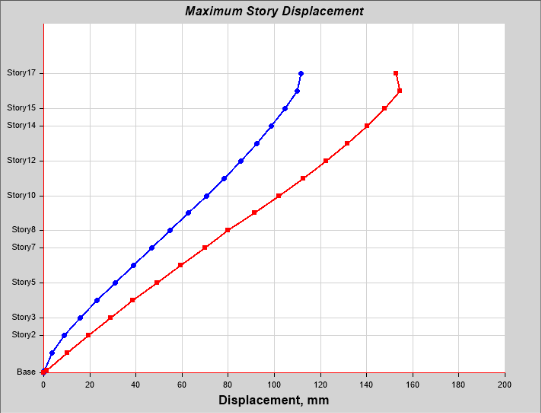 Maximum Story Displacement
Story17
Story15
Story14
Story12
Story10
Story8
Story7
Story5
Story3
Story2
Base
0 20 40 60 80 100 120 140 160 180 200
Displacement, mm